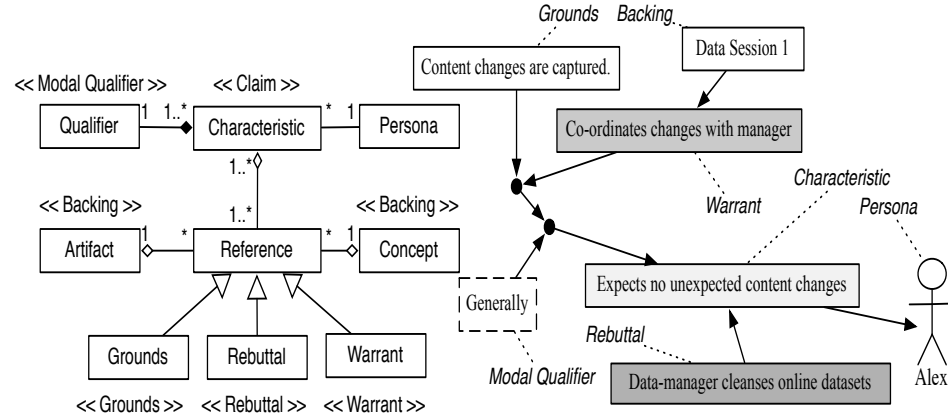 << Modal Qualifier >>
<< Claim >>
Qualifier
1
1..*
Characteristic
*
1
Persona
1..*
1..*
<< Backing >>
<< Backing >>
Artifact
1
*
Reference
*
1
Concept
Grounds
Rebuttal
Warrant
<< Grounds >>
<< Rebuttal >>
<< Warrant >>
Grounds
Backing
Content changes are captured.
Data Session 1
Co-ordinates changes with manager
Warrant
Characteristic
Persona
Generally
Expects no unexpected content changes
Modal Qualifier
Rebuttal
Data-manager cleanses online datasets
Alex